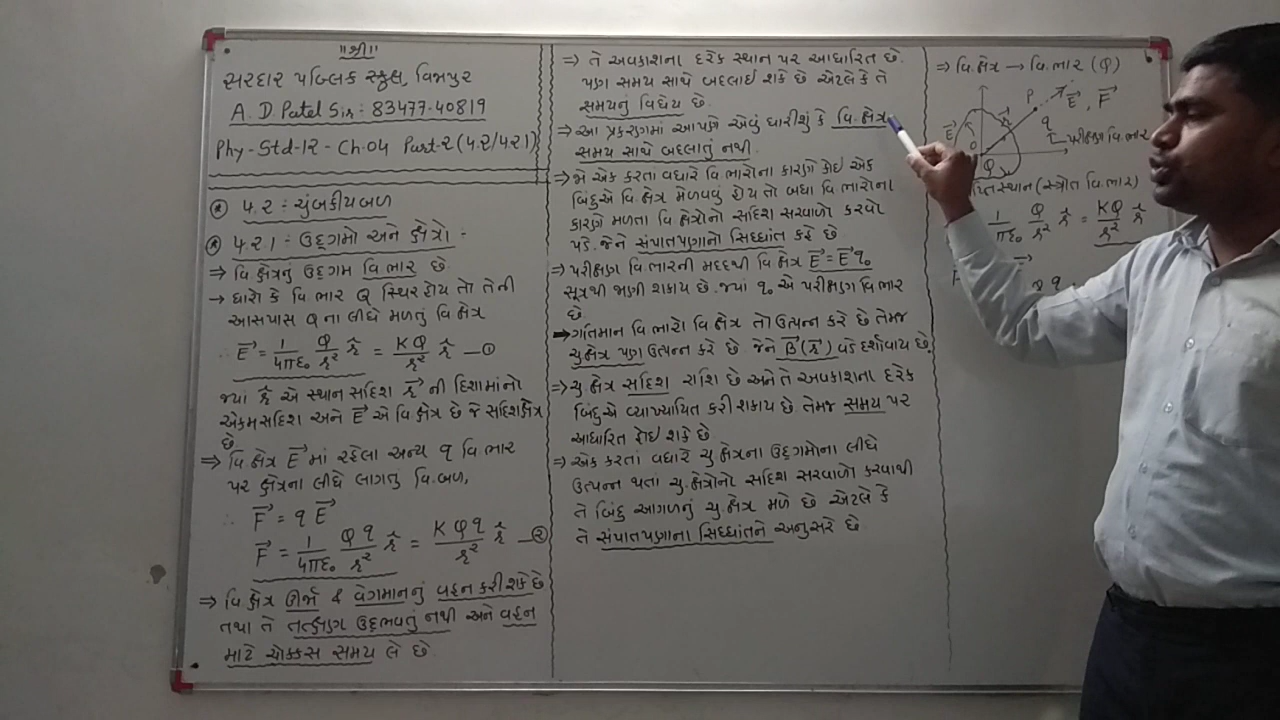 ॥श्री॥
સરદાર પબ્લિક સ્કુલ, વિજાપુર
A. D. Patel Sir : 83477-40819
Phy-Std-12-Ch-04 Part-2 (૪.૨/૪.૨.૧)
૪.૨ : ચુંબકીયબળ
૪.૨.૧ : ઉદ્‌ગમો અને ક્ષેત્રો :
⇒ વિ.ક્ષેત્રનું ઉદ્‌ગમ વિ.ભાર છે.
→ ધારો કે વિ.ભાર Q સ્થિર હોય તો તેની
આસપાસ Q ના લીધે મળતું વિ.ક્ષેત્ર
∴ E⃗ = 1/4πε₀ Q/r² r̂ = KQ/r² r̂ —①
જ્યાં r̂ એ સ્થાન સદિશ r⃗ ની દિશામાંનો
એકમસદિશ અને E⃗ એ વિ.ક્ષેત્ર છે જે સદિશક્ષેત્ર
છે.
⇒ વિ.ક્ષેત્ર E⃗ માં રહેલા અન્ય q વિ.ભાર
પર ક્ષેત્રના લીધે લાગતું વિ.બળ,
∴ F⃗ = q E⃗
F⃗ = 1/4πε₀ Qq/r² r̂ = KQq/r² r̂ —②
⇒ વિ.ક્ષેત્ર ઊર્જા & વેગમાનનું વહન કરી શકે છે
તથા તે તત્ક્ષણ ઉદ્‌ભવતું નથી અને વહન
માટે ચોક્કસ સમય લે છે.
⇒ તે અવકાશના દરેક સ્થાન પર આધારિત છે.
પણ સમય સાથે બદલાઈ શકે છે એટલે કે તે
સમયનું વિધેય છે.
⇒ આ પ્રકરણમાં આપણે એવું ધારીશું કે વિ.ક્ષેત્ર
સમય સાથે બદલાતું નથી.
⇒ જો એક કરતા વધારે વિ.ભારોના કારણે કોઈ એક
બિંદુએ વિ.ક્ષેત્ર મેળવવું હોય તો બધા વિ.ભારોના
કારણે મળતા વિ.ક્ષેત્રોનો સદિશ સરવાળો કરવો
પડે. જેને સંપાતપણાનો સિદ્ધાંત કહે છે
⇒ પરીક્ષણ વિ.ભારની મદદથી વિ.ક્ષેત્ર E⃗ = E⃗ q₀
સૂત્રથી જાણી શકાય છે. જ્યાં q₀ એ પરીક્ષણ વિ.ભાર
છે.
⇒ ગતિમાન વિ.ભારો વિ.ક્ષેત્ર તો ઉત્પન્ન કરે છે તેમજ
ચુ.ક્ષેત્ર પણ ઉત્પન્ન કરે છે જેને B⃗(r⃗) વડે દર્શાવાય છે.
⇒ ચુ.ક્ષેત્ર સદિશ રાશિ છે અને તે અવકાશના દરેક
બિંદુએ વ્યાખ્યાયિત કરી શકાય છે તેમજ સમય પર
આધારિત હોઈ શકે છે.
⇒ એક કરતાં વધારે ચુ.ક્ષેત્રના ઉદ્‌ગમોના લીધે
ઉત્પન્ન થતા ચુ.ક્ષેત્રોનો સદિશ સરવાળો કરવાથી
તે બિંદુ આગળનું ચુ.ક્ષેત્ર મળે છે એટલે કે
તે સંપાતપણાના સિદ્ધાંતને અનુસરે છે
⇒ વિ.ક્ષેત્ર → વિ.ભાર (Q)
P
E⃗, F⃗
q
E⃗
O
Q
પરીક્ષણ વિ.ભાર
સ્થાન (સ્ત્રોત વિ.ભાર)
Q/r² r̂ = KQ/r² r̂
Qq